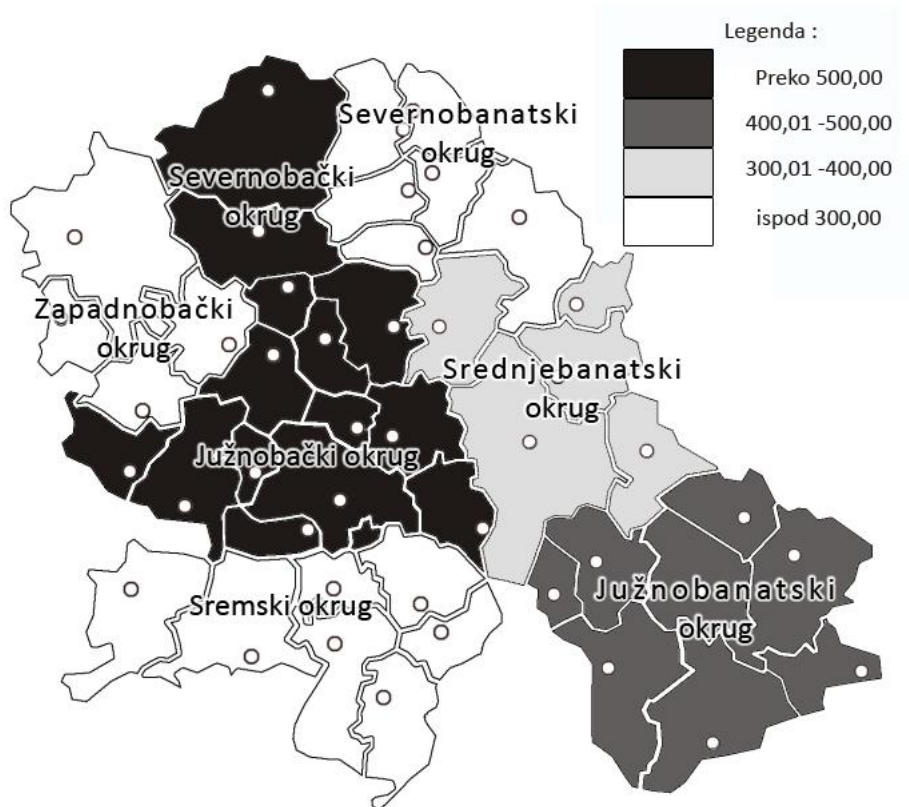 Legenda :
Preko 500,00
400,01 -500,00
300,01 -400,00
ispod 300,00
Severnobanatski
okrug
Severnobački
okrug
Zapadnobački
okrug
Srednjebanatski
okrug
Južnobački okrug
Južnobanatski
okrug
Sremski okrug